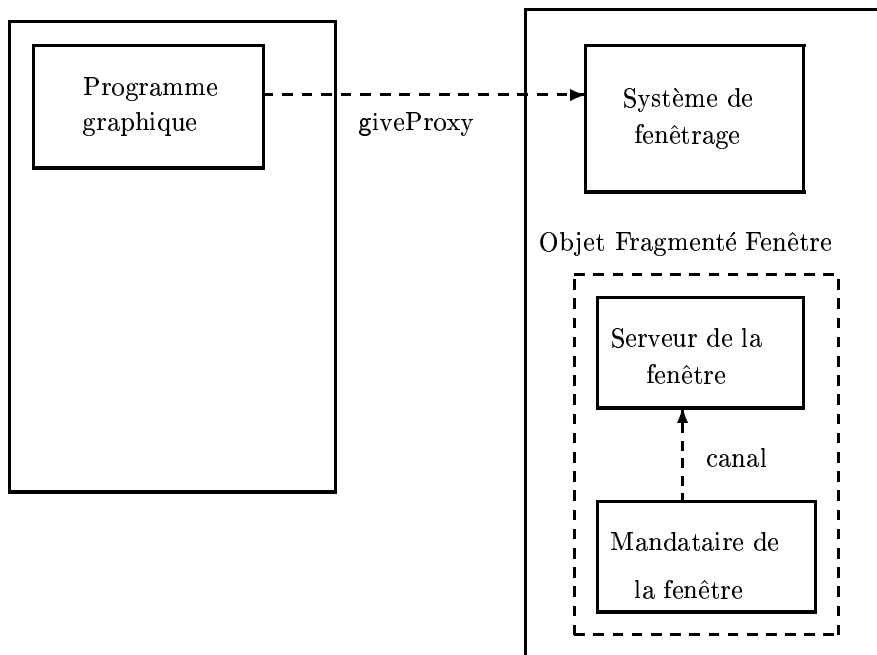 Programme
graphique
giveProxy
Système de
fenêtrage
Objet Fragmenté Fenêtre
Serveur de la
fenêtre
canal
Mandataire de
la fenêtre